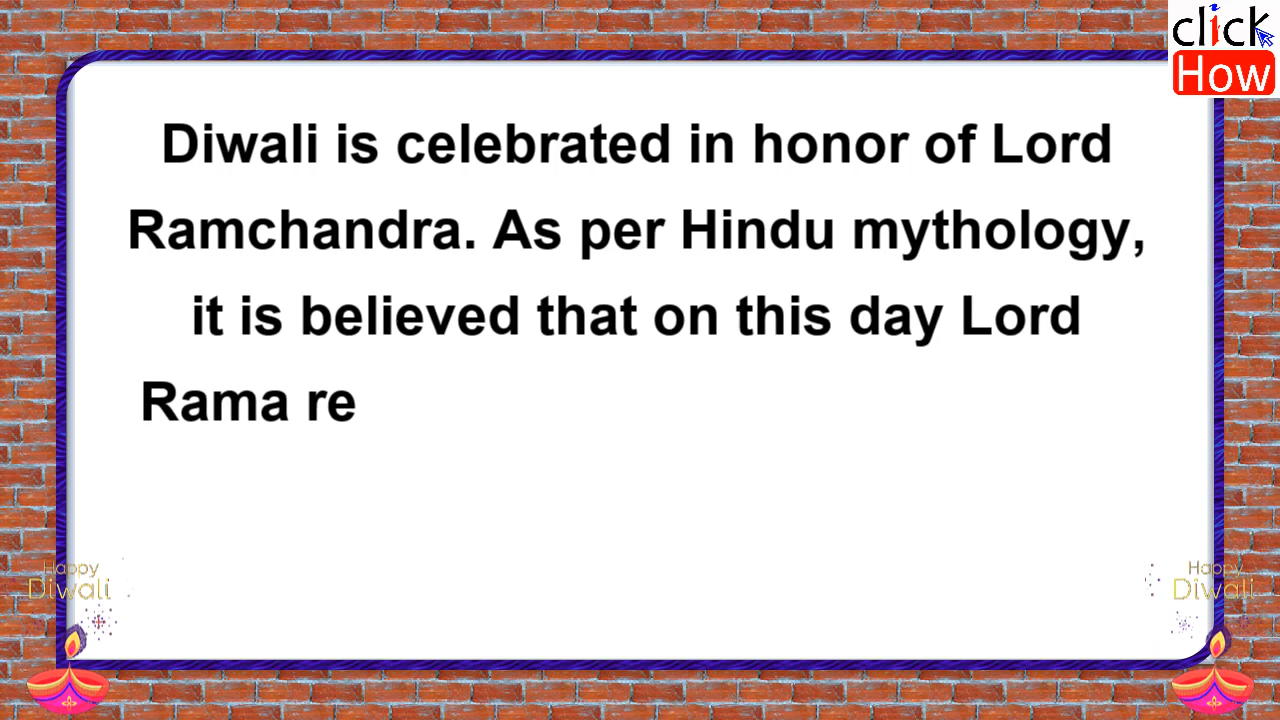 click
How
Diwali is celebrated in honor of Lord
Ramchandra. As per Hindu mythology,
it is believed that on this day Lord
Rama re
Happy
Diwali
Happy
Diwali